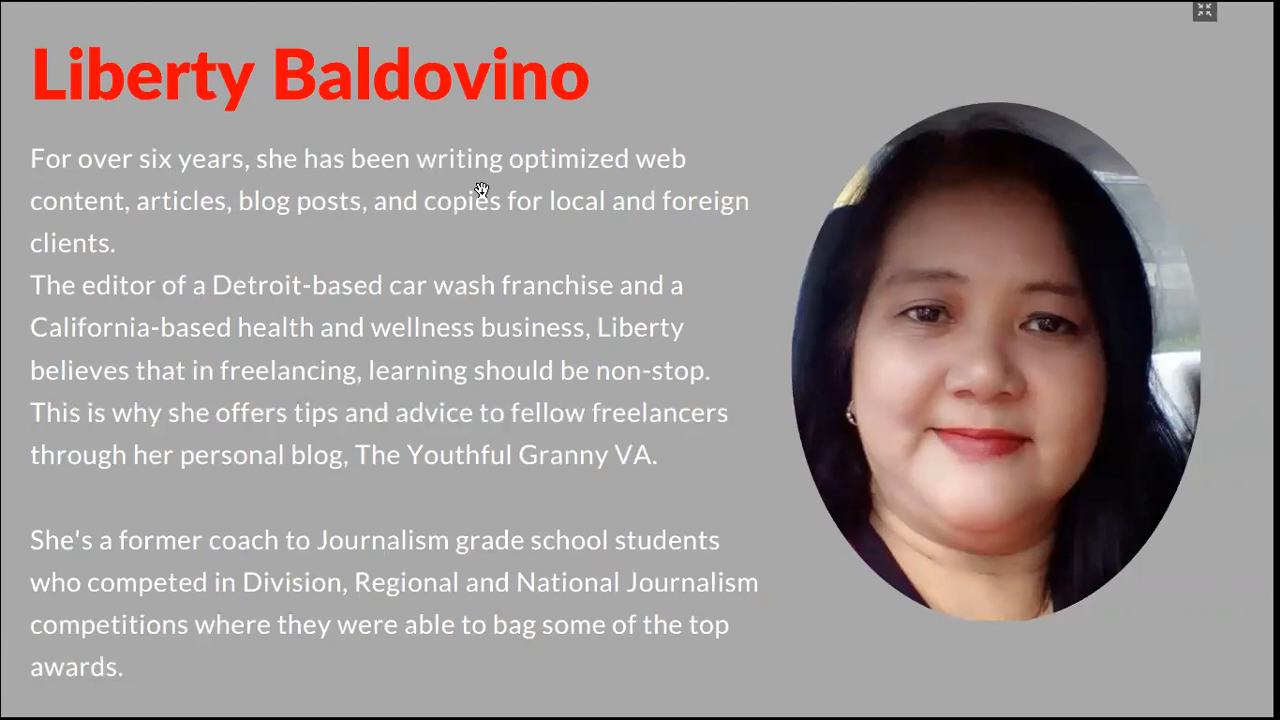 Liberty Baldovino
For over six years, she has been writing optimized web
content, articles, blog posts, and copies for local and foreign
clients.
The editor of a Detroit-based car wash franchise and a
California-based health and wellness business, Liberty
believes that in freelancing, learning should be non-stop.
This is why she offers tips and advice to fellow freelancers
through her personal blog, The Youthful Granny VA.
She's a former coach to Journalism grade school students
who competed in Division, Regional and National Journalism
competitions where they were able to bag some of the top
awards.